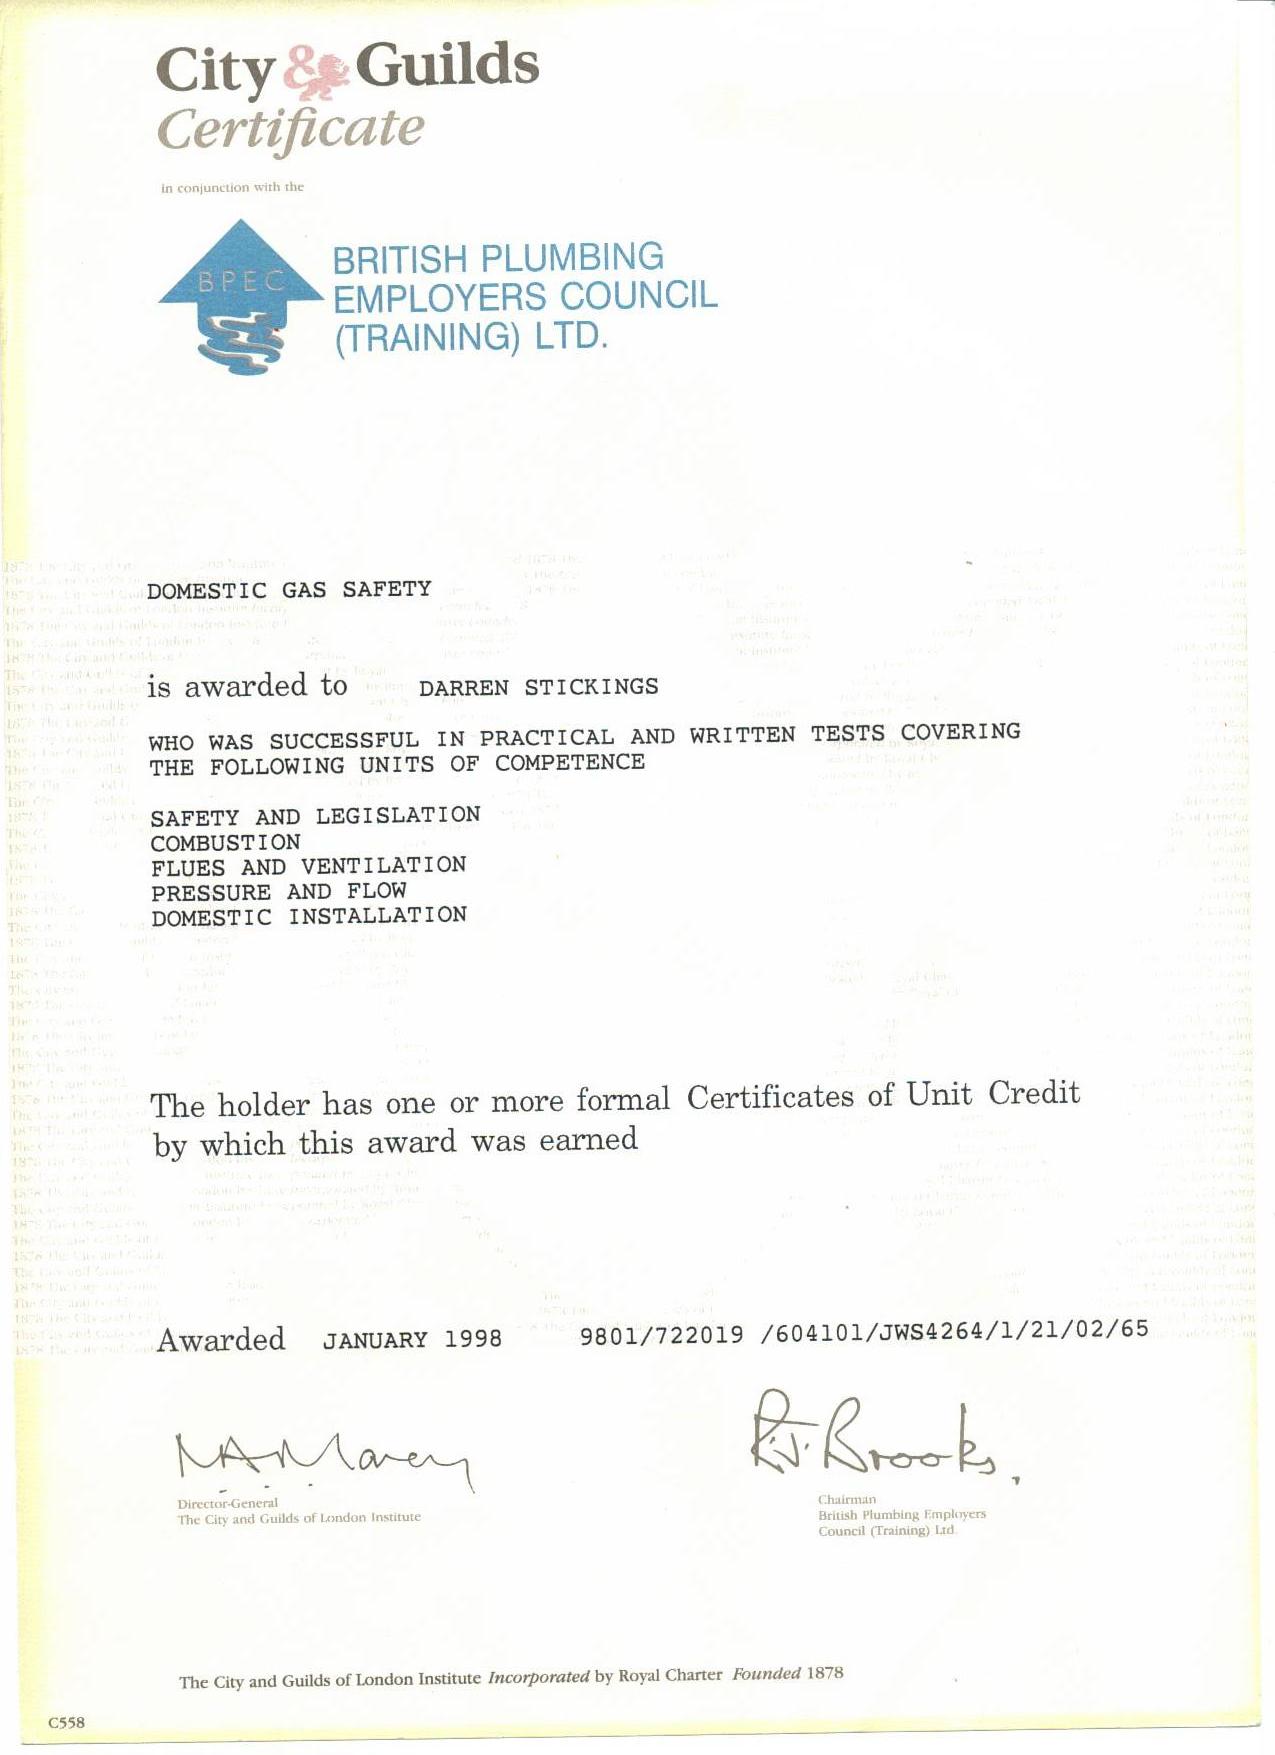 City & Guilds
Certificate
in conjunction with the
BPEC
BRITISH PLUMBING
EMPLOYERS COUNCIL
(TRAINING) LTD.
DOMESTIC GAS SAFETY
is awarded to DARREN STICKINGS
WHO WAS SUCCESSFUL IN PRACTICAL AND WRITTEN TESTS COVERING
THE FOLLOWING UNITS OF COMPETENCE
SAFETY AND LEGISLATION
COMBUSTION
FLUES AND VENTILATION
PRESSURE AND FLOW
DOMESTIC INSTALLATION
The holder has one or more formal Certificates of Unit Credit
by which this award was earned
Awarded JANUARY 1998 9801/722019 /604101/JWS4264/1/21/02/65
R.J. Brooks
Director-General
The City and Guilds of London Institute
Chairman
British Plumbing Employers
Council (Training) Ltd.
The City and Guilds of London Institute Incorporated by Royal Charter Founded 1878
C558